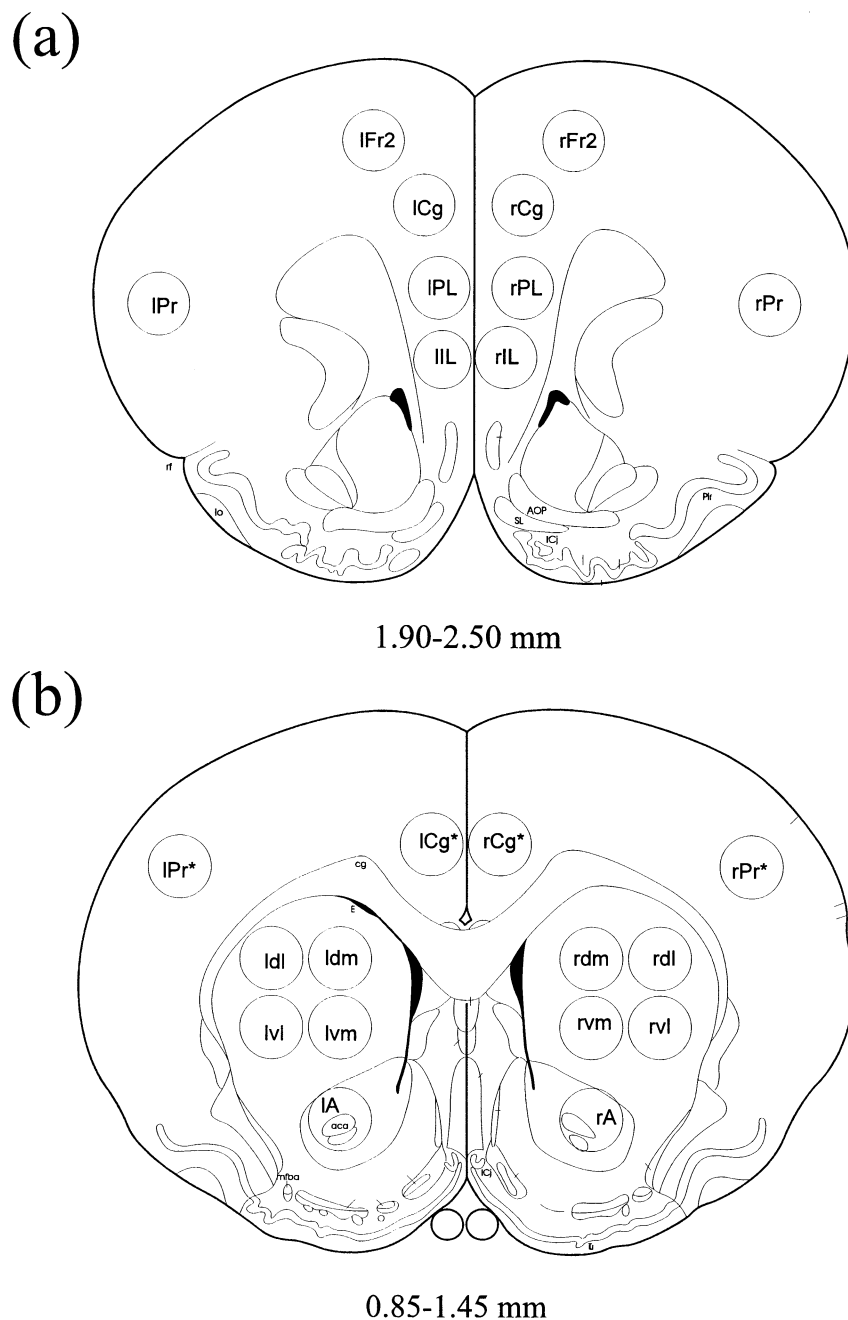 (a)
lFr2 rFr2
lCg rCg
lPL rPL
lPr rPr
lIL rIL
rf
Plr
lo AOP
SL
ICj
1.90-2.50 mm
(b)
lCg* rCg*
lPr* rPr*
cg
E
ldl ldm rdm rdl
lvl lvm rvm rvl
lA rA
aca
mfba ICj
Tu
0.85-1.45 mm